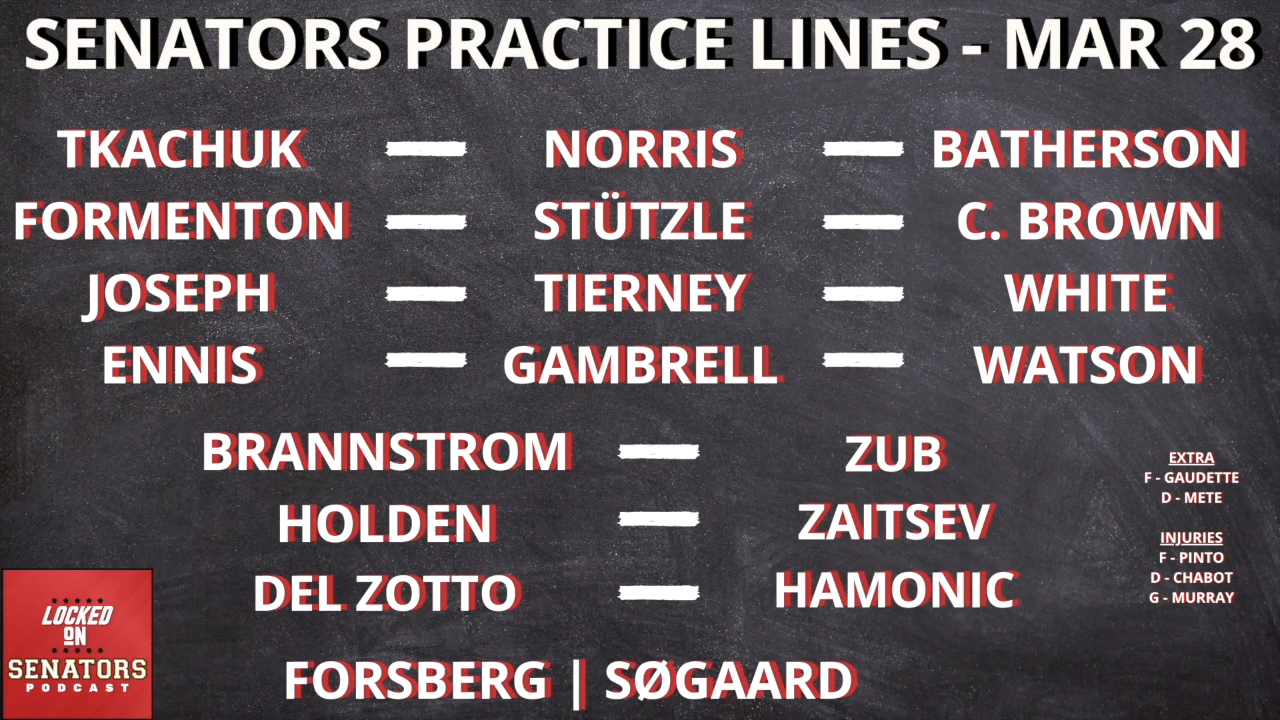 SENATORS PRACTICE LINES - MAR 28
TKACHUK — NORRIS — BATHERSON
FORMENTON — STÜTZLE — C. BROWN
JOSEPH — TIERNEY — WHITE
ENNIS — GAMBRELL — WATSON
BRANNSTROM — ZUB
HOLDEN — ZAITSEV
DEL ZOTTO — HAMONIC
FORSBERG | SØGAARD
EXTRA
F - GAUDETTE
D - METE
INJURIES
F - PINTO
D - CHABOT
G - MURRAY
LOCKED
ON
SENATORS
PODCAST